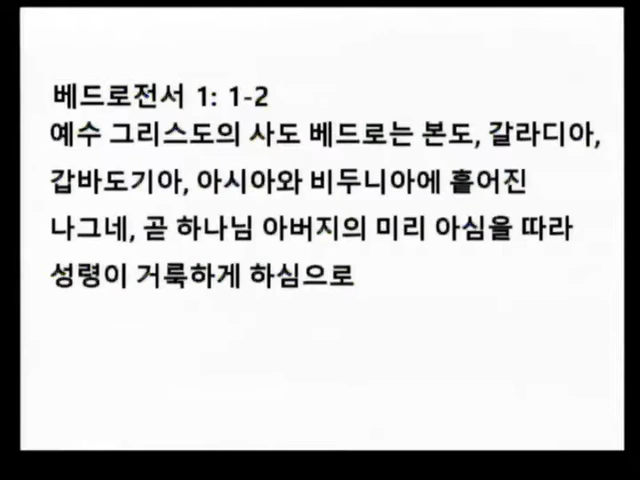 베드로전서 1: 1-2
예수 그리스도의 사도 베드로는 본도, 갈라디아,
갑바도기아, 아시아와 비두니아에 흩어진
나그네, 곧 하나님 아버지의 미리 아심을 따라
성령이 거룩하게 하심으로